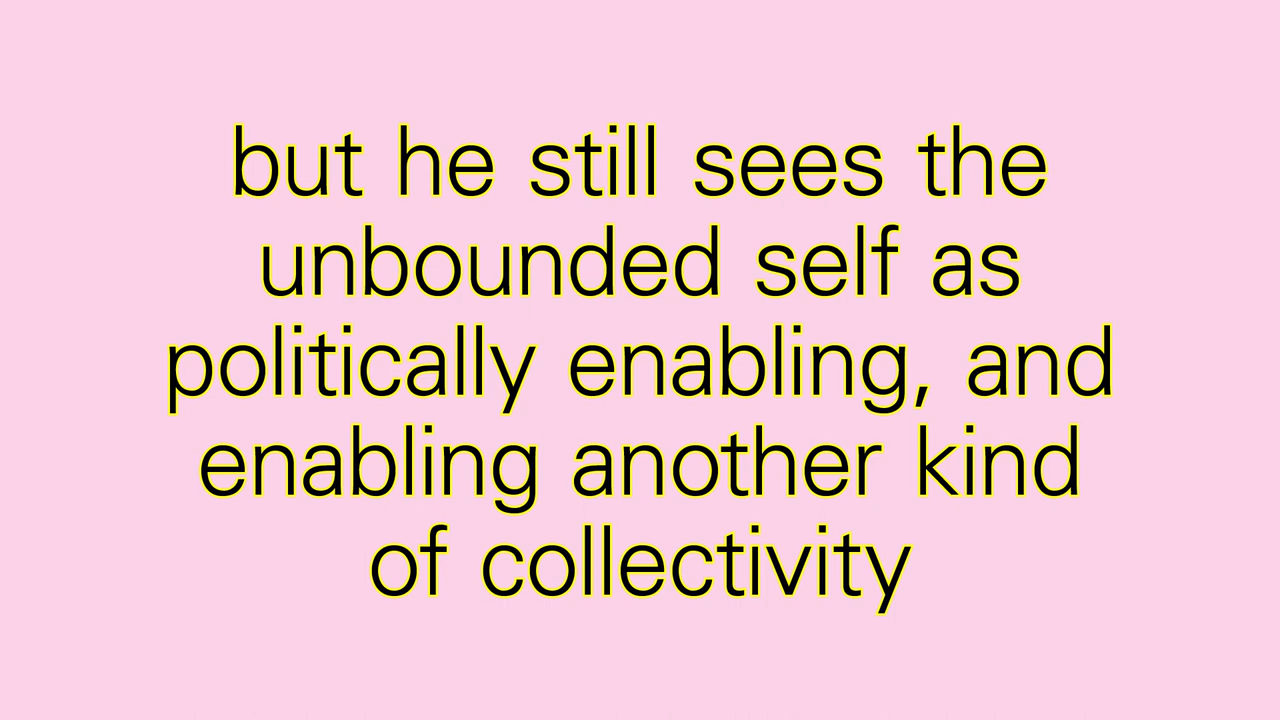 but he still sees the
unbounded self as
politically enabling, and
enabling another kind
of collectivity